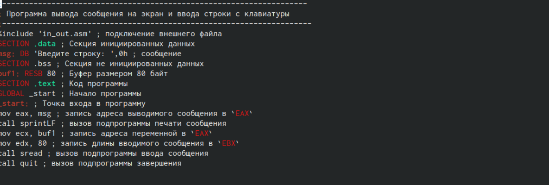 ;--------------------------------------------------------------------
; Программа вывода сообщения на экран и ввода строки с клавиатуры
;--------------------------------------------------------------------
%include 'in_out.asm' ; подключение внешнего файла
SECTION .data ; Секция инициированных данных
msg: DB 'Введите строку: ',0h ; сообщение
SECTION .bss ; Секция не инициированных данных
buf1: RESB 80 ; Буфер размером 80 байт
SECTION .text ; Код программы
GLOBAL _start ; Начало программы
_start: ; Точка входа в программу
mov eax, msg ; запись адреса выводимого сообщения в `EAX`
call sprintLF ; вызов подпрограммы печати сообщения
mov ecx, buf1 ; запись адреса переменной в `EAX`
mov edx, 80 ; запись длины вводимого сообщения в `EBX`
call sread ; вызов подпрограммы ввода сообщения
call quit ; вызов подпрограммы завершения